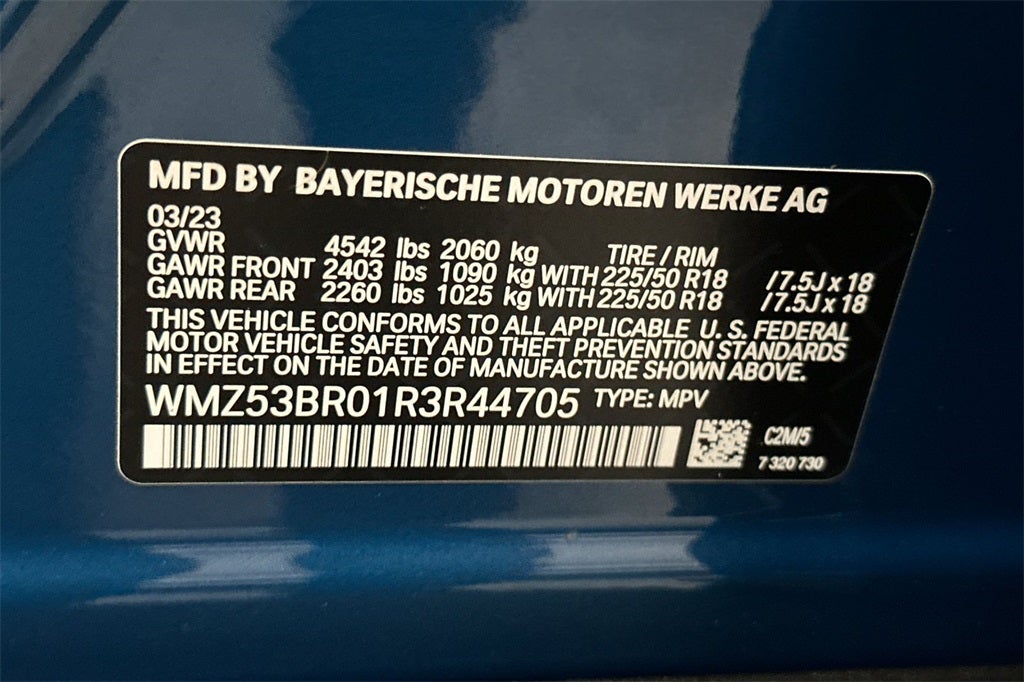 MFD BY BAYERISCHE MOTOREN WERKE AG
03/23
GVWR 4542 lbs 2060 kg TIRE / RIM
GAWR FRONT 2403 lbs 1090 kg WITH 225/50 R18 /7.5J x 18
GAWR REAR 2260 lbs 1025 kg WITH 225/50 R18 /7.5J x 18
THIS VEHICLE CONFORMS TO ALL APPLICABLE U. S. FEDERAL
MOTOR VEHICLE SAFETY AND THEFT PREVENTION STANDARDS
IN EFFECT ON THE DATE OF MANUFACTURE SHOWN ABOVE.
WMZ53BR01R3R44705 TYPE: MPV
C2M/5
7 320 730